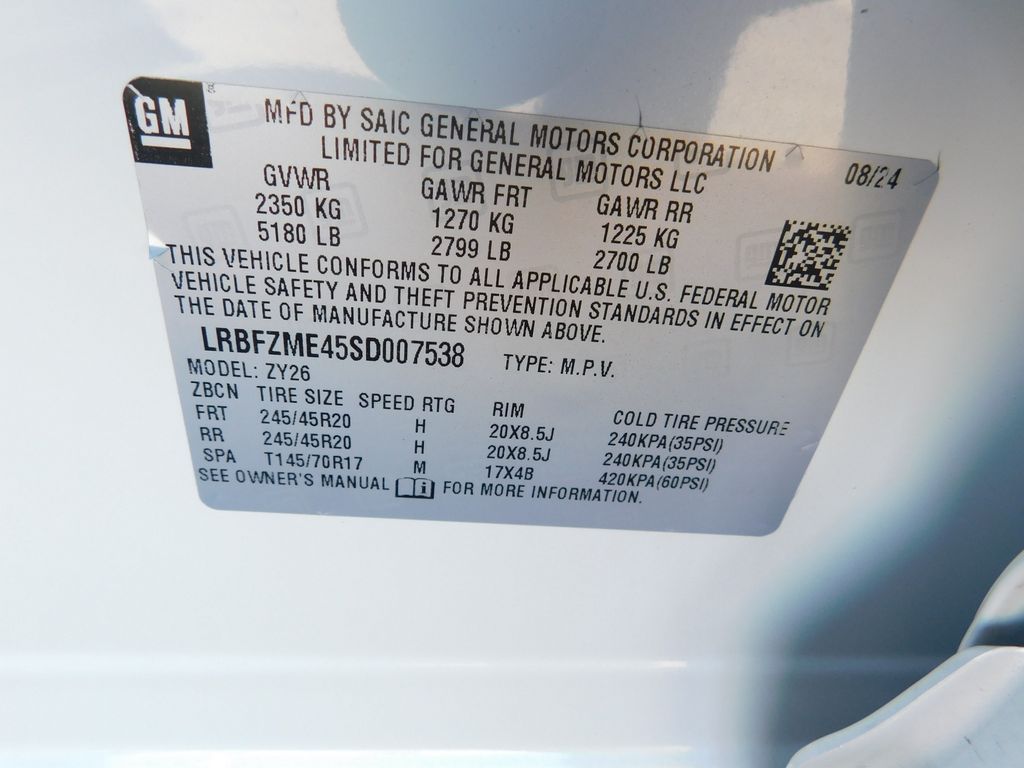 GM
MFD BY SAIC GENERAL MOTORS CORPORATION
LIMITED FOR GENERAL MOTORS LLC
08/24
GVWR GAWR FRT GAWR RR
2350 KG 1270 KG 1225 KG
5180 LB 2799 LB 2700 LB
THIS VEHICLE CONFORMS TO ALL APPLICABLE U.S. FEDERAL MOTOR
VEHICLE SAFETY AND THEFT PREVENTION STANDARDS IN EFFECT ON
THE DATE OF MANUFACTURE SHOWN ABOVE.
LRBFZME45SD007538 TYPE: M.P.V.
MODEL: ZY26
ZBCN TIRE SIZE SPEED RTG RIM COLD TIRE PRESSURE
FRT 245/45R20 H 20X8.5J 240KPA(35PSI)
RR 245/45R20 H 20X8.5J 240KPA(35PSI)
SPA T145/70R17 M 17X4B 420KPA(60PSI)
SEE OWNER'S MANUAL FOR MORE INFORMATION.